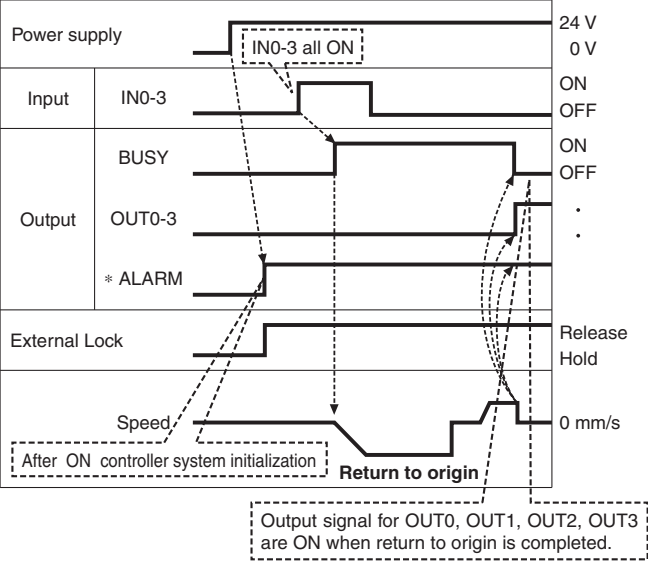 Power supply
24 V
0 V
IN0-3 all ON
Input
IN0-3
ON
OFF
Output
BUSY
ON
OFF
OUT0-3
.
.
* ALARM
External Lock
Release
Hold
Speed
0 mm/s
After ON controller system initialization
Return to origin
Output signal for OUT0, OUT1, OUT2, OUT3
are ON when return to origin is completed.